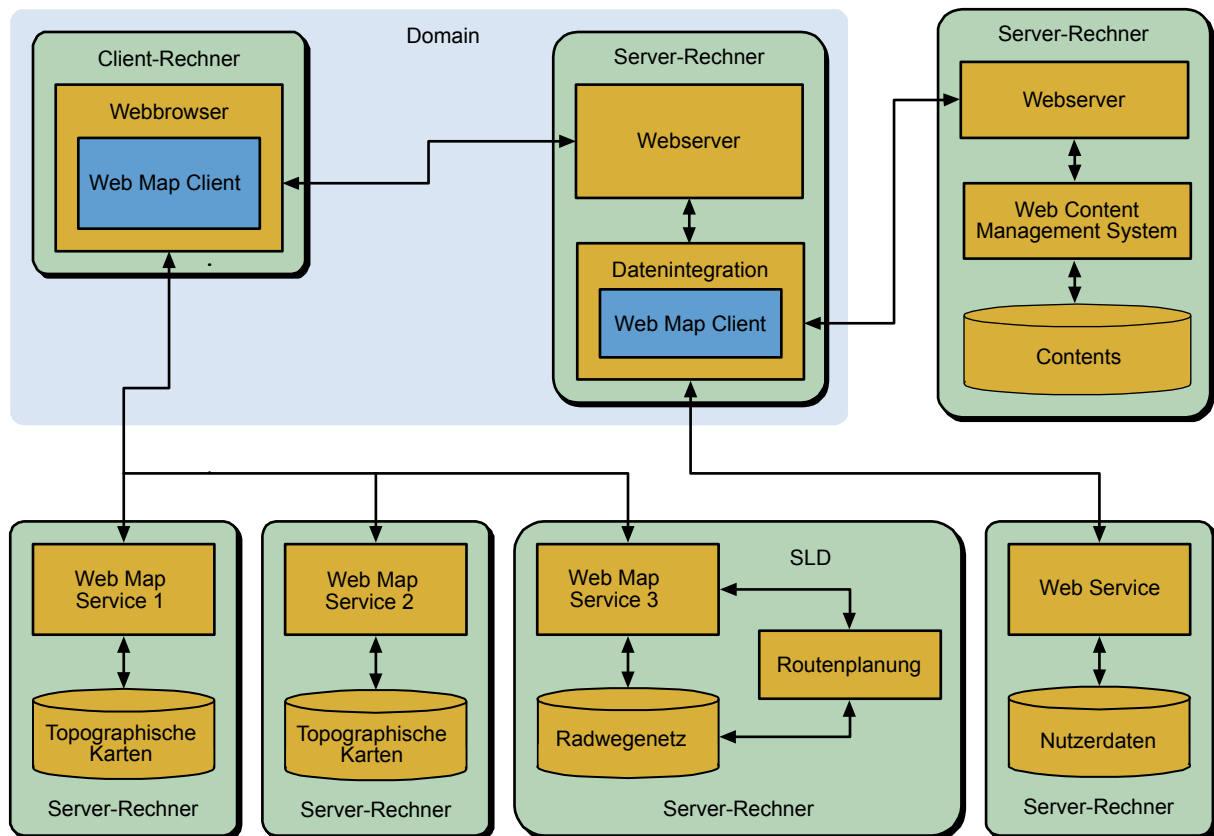 Domain
Client-Rechner
Webbrowser
Web Map Client
Server-Rechner
Webserver
Datenintegration
Web Map Client
Server-Rechner
Webserver
Web Content
Management System
Contents
Web Map
Service 1
Topographische
Karten
Server-Rechner
Web Map
Service 2
Topographische
Karten
Server-Rechner
SLD
Web Map
Service 3
Routenplanung
Radwegenetz
Server-Rechner
Web Service
Nutzerdaten
Server-Rechner